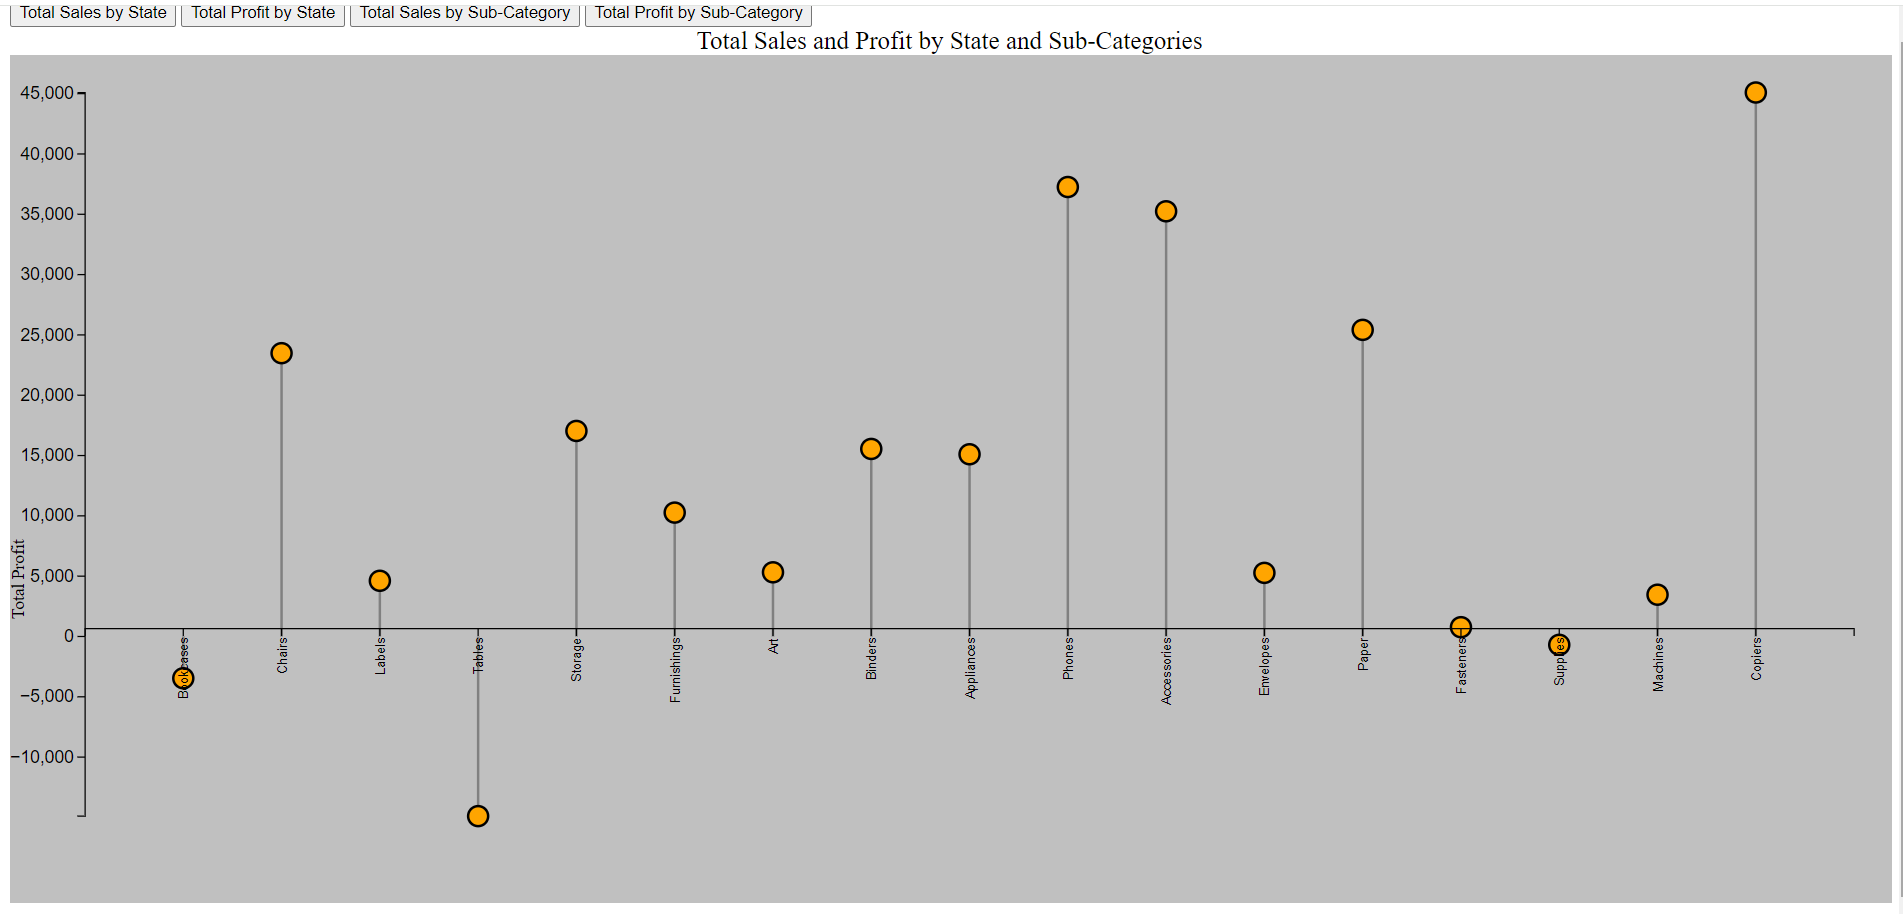 Total Sales by State Total Profit by State Total Sales by Sub-Category Total Profit by Sub-Category
Total Sales and Profit by State and Sub-Categories
45,000
40,000
35,000
30,000
25,000
20,000
15,000
10,000
5,000
0
−5,000
−10,000
Total Profit
Bookcases
Chairs
Labels
Tables
Storage
Furnishings
Art
Binders
Appliances
Phones
Accessories
Envelopes
Paper
Fasteners
Supplies
Machines
Copiers